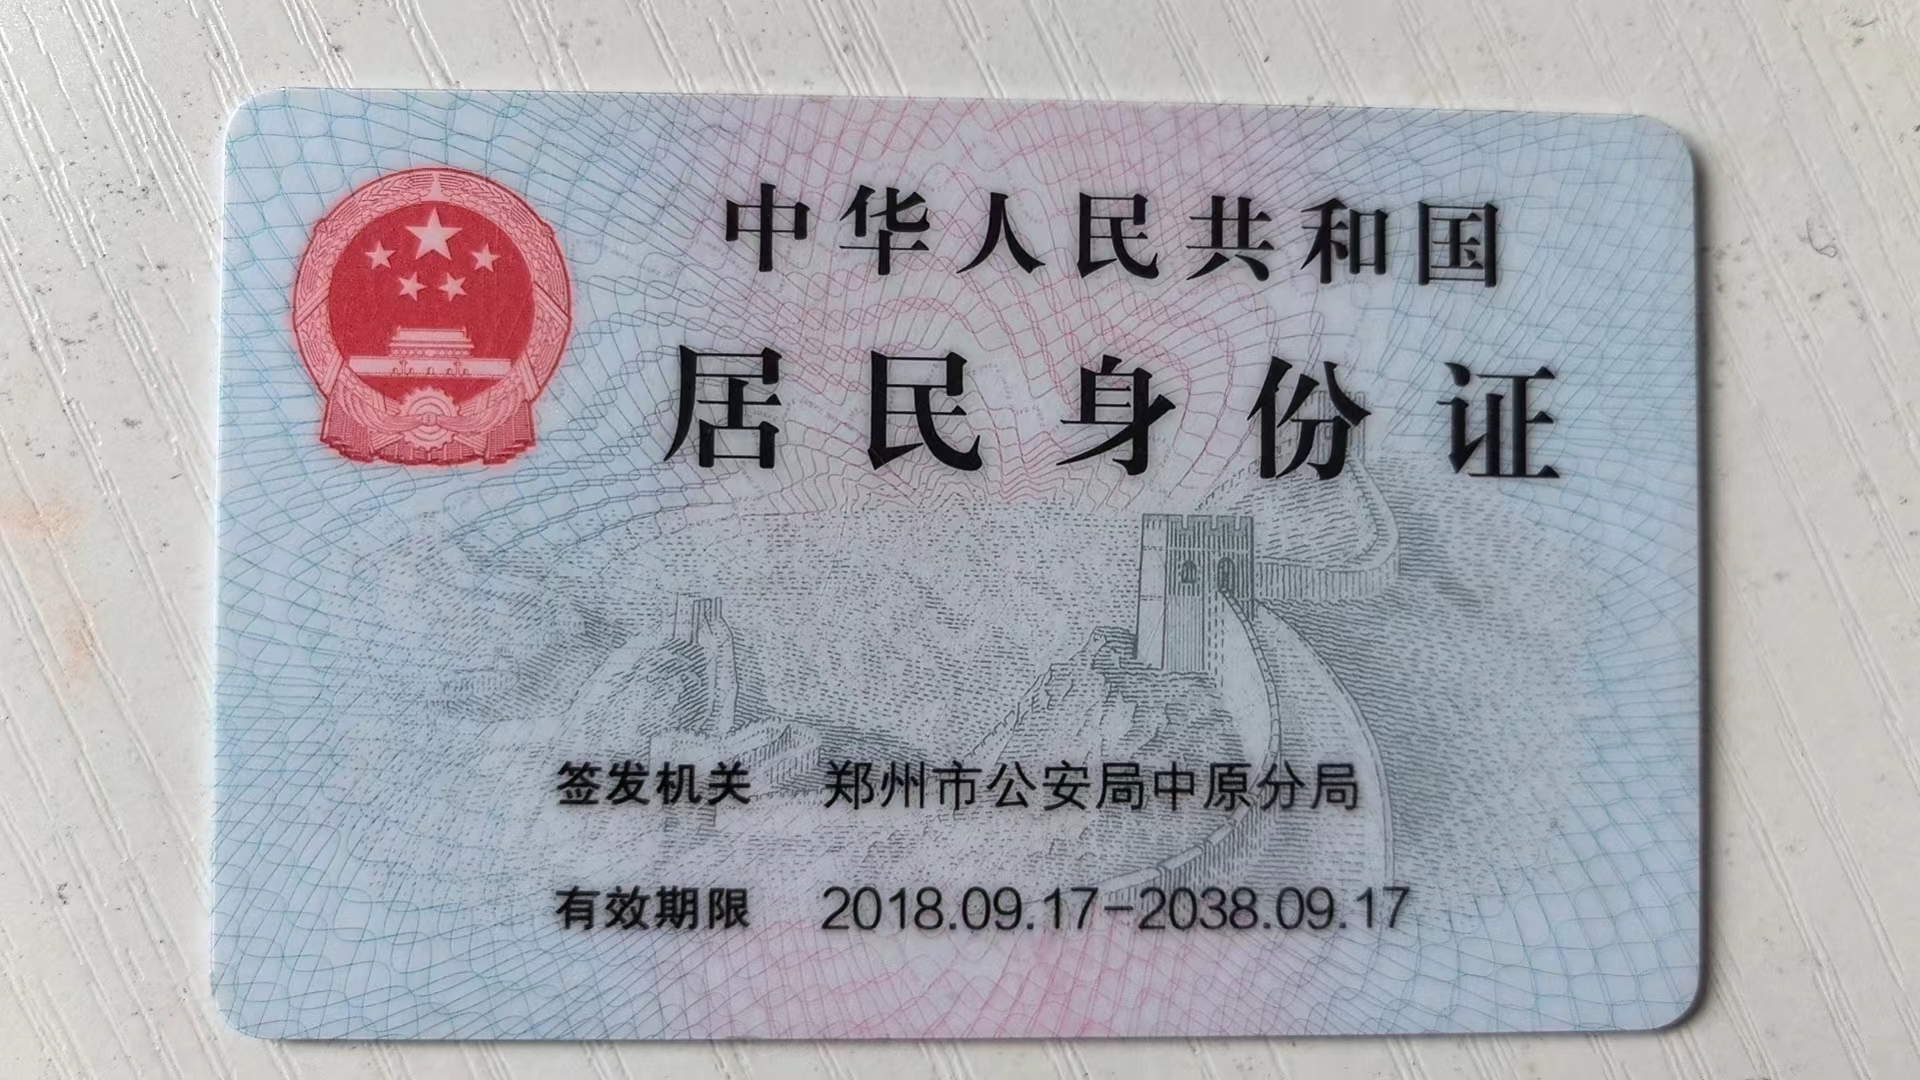 中华人民共和国
居民身份证
签发机关 郑州市公安局中原分局
有效期限 2018.09.17-2038.09.17